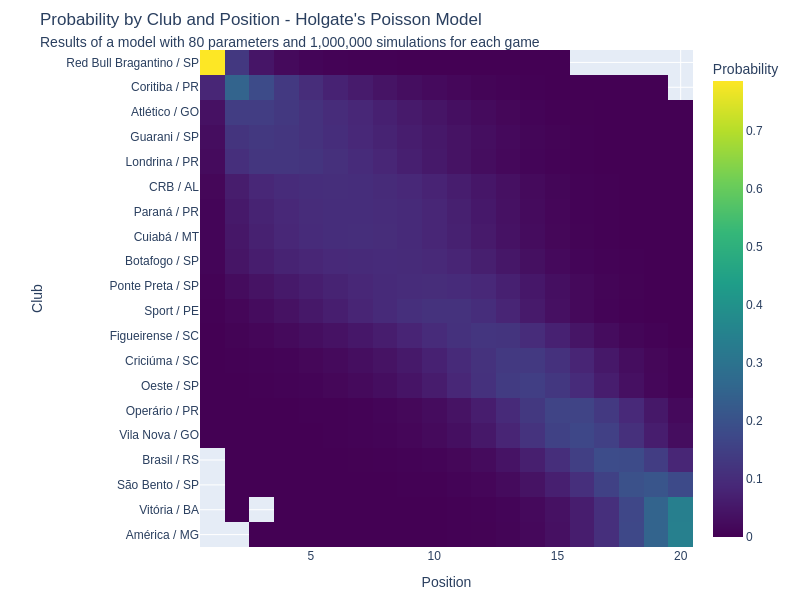 Probability by Club and Position - Holgate's Poisson Model
Results of a model with 80 parameters and 1,000,000 simulations for each game
Red Bull Bragantino / SP
Coritiba / PR
Atlético / GO
Guarani / SP
Londrina / PR
CRB / AL
Paraná / PR
Cuiabá / MT
Botafogo / SP
Ponte Preta / SP
Sport / PE
Figueirense / SC
Criciúma / SC
Oeste / SP
Operário / PR
Vila Nova / GO
Brasil / RS
São Bento / SP
Vitória / BA
América / MG
Club
5
10
15
20
Position
Probability
0.7
0.6
0.5
0.4
0.3
0.2
0.1
0